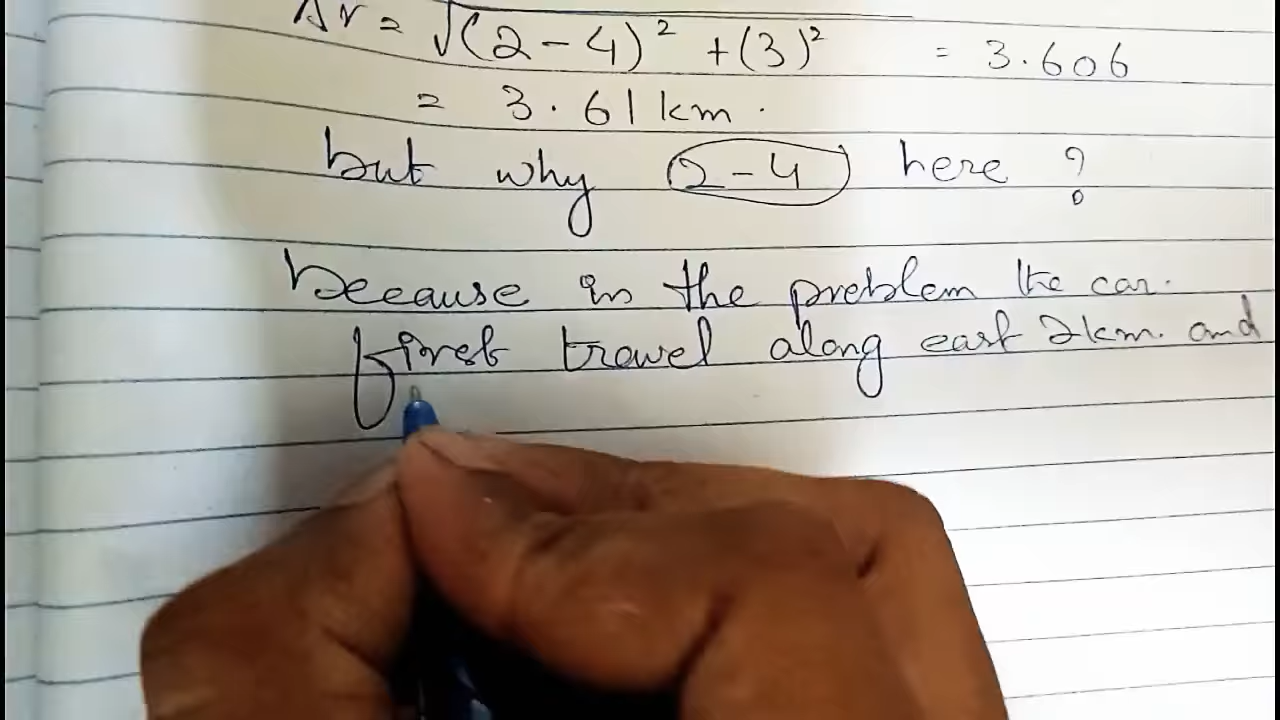 Δr = √(2-4)² + (3)² = 3.606
= 3.61 km.
but why 2-4 here ?
because in the problem the car.
first travel along east 2km. and